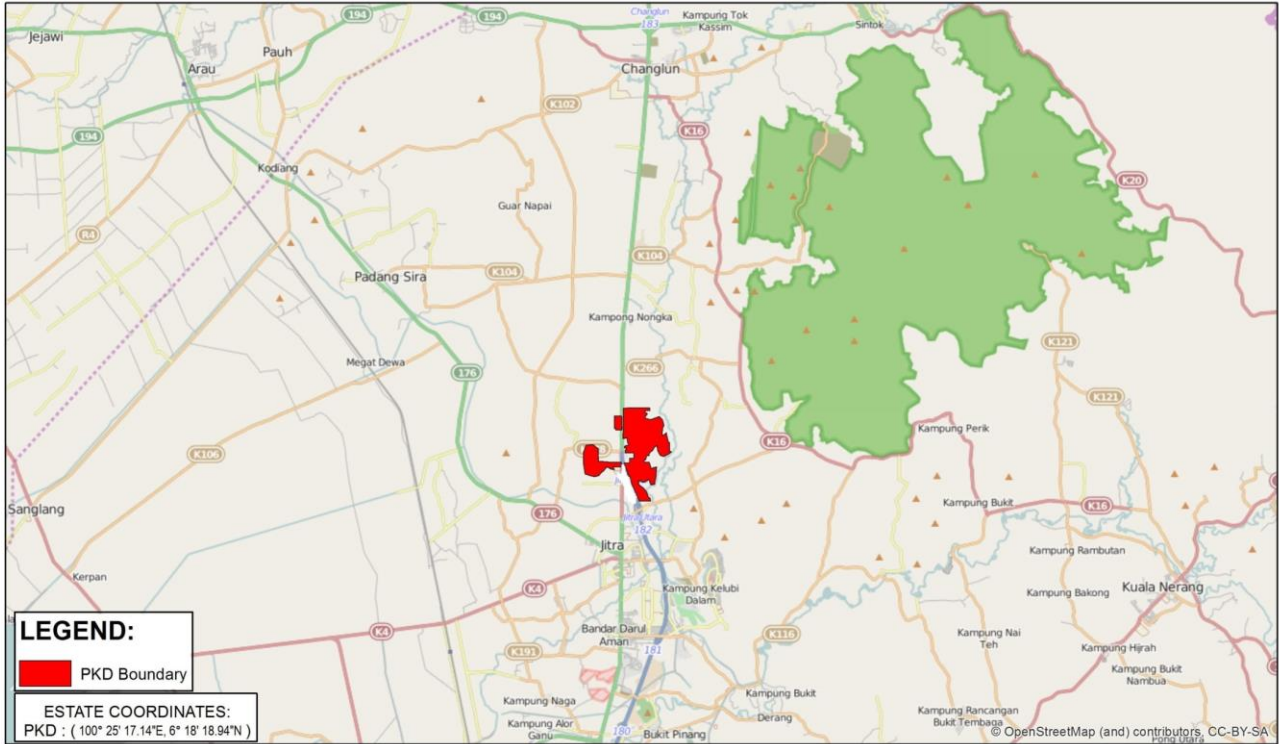 Changlun
183
Kampung Tok
Kassim
Sintok
194
194
Jejawi
Pauh
Arau
Changlun
K102
K16
194
Kodiang
K20
Guar Napai
R4
K104
K104
Padang Sira
Kampong Nongka
Megat Dewa
176
K266
K121
K121
K106
K16
Kampung Perik
Kampung Bukit
K16
Sanglang
176
Jitra Utara
182
Jitra
Kampung Rambutan
Kerpan
K4
Kampung Kelubi
Dalam
Kampung Bakong
Kuala Nerang
K4
Bandar Darul
Aman
K116
Kampung Nai
Teh
K191
181
Kampung Hijrah
Kampung Bukit
Nambua
Kampung Naga
Kampung Bukit
Kampung Alor
Ganu
180
Derang
Bukit Pinang
Kampung Rancangan
Bukit Tembaga
LEGEND:
PKD Boundary
ESTATE COORDINATES:
PKD : ( 100° 25' 17.14"E, 6° 18' 18.94"N )
© OpenStreetMap (and) contributors, CC-BY-SA